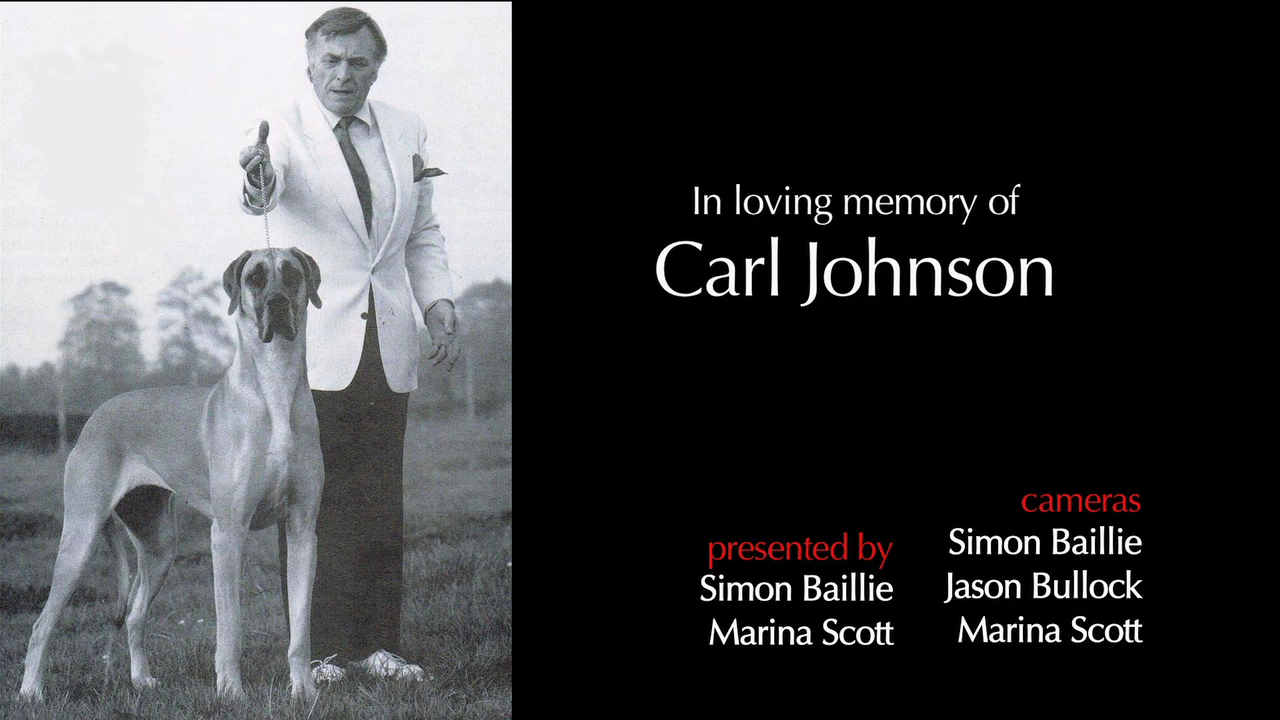 In loving memory of
Carl Johnson
presented by
Simon Baillie
Marina Scott
cameras
Simon Baillie
Jason Bullock
Marina Scott